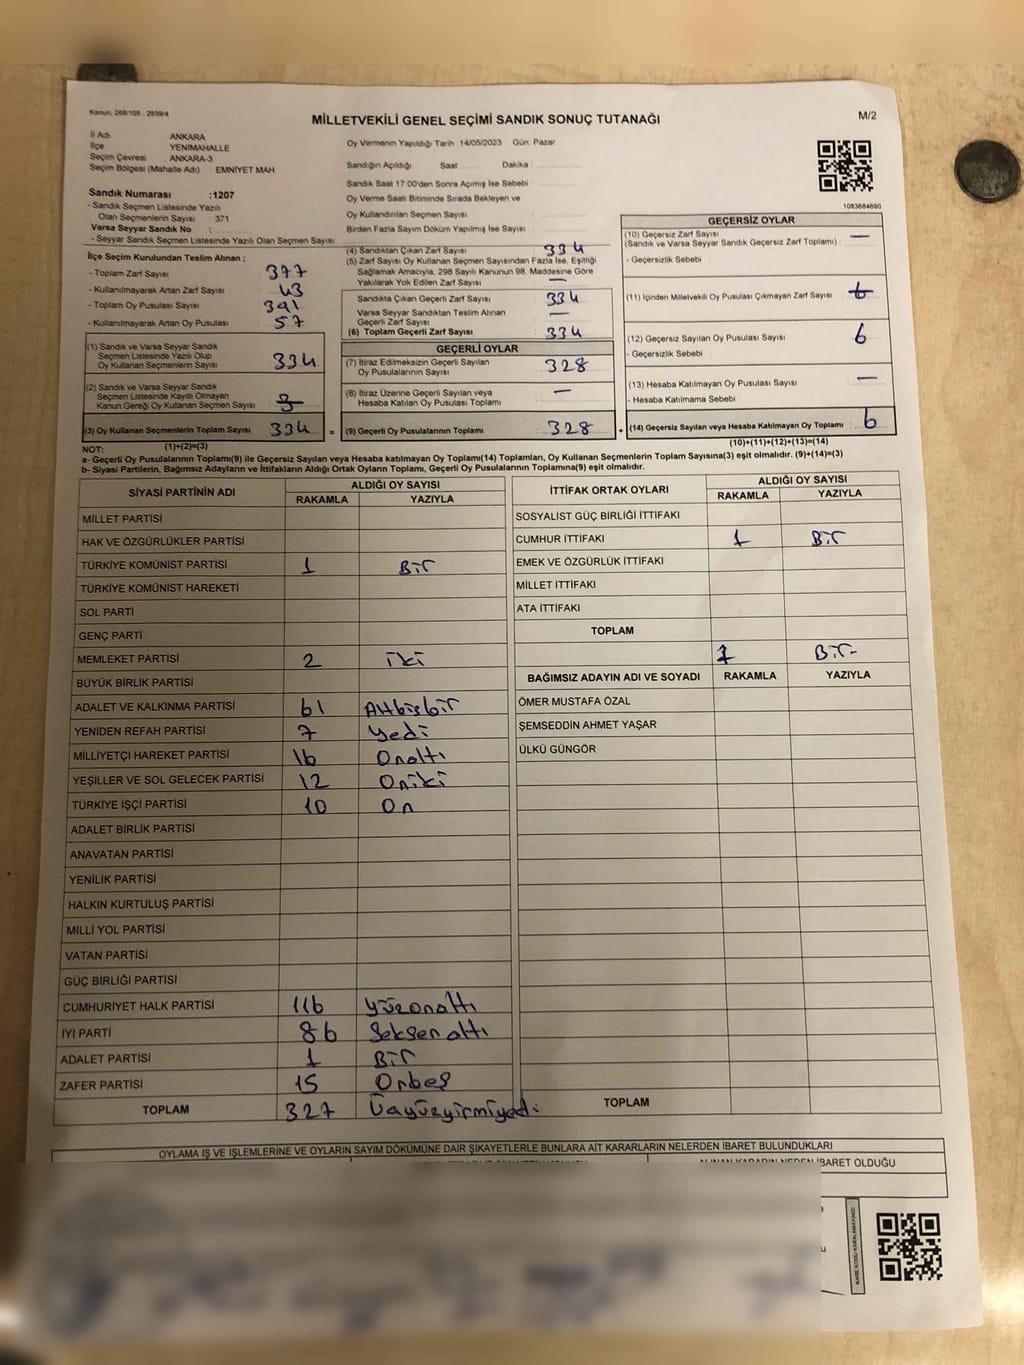 Kanun, 268/105 , 2839/4
MİLLETVEKİLİ GENEL SEÇİMİ SANDIK SONUÇ TUTANAĞI
M/2
İl Adı ANKARA
İlçe YENİMAHALLE
Seçim Çevresi ANKARA-3
Seçim Bölgesi (Mahalle Adı) EMNİYET MAH.
Sandık Numarası :1207
- Sandık Seçmen Listesinde Yazılı
Olan Seçmenlerin Sayısı 371
Varsa Seyyar Sandık No :
- Seyyar Sandık Seçmen Listesinde Yazılı Olan Seçmen Sayısı
Oy Vermenin Yapıldığı Tarih : 14/05/2023 Gün: Pazar
Sandığın Açıldığı Saat Dakika
Sandık Saat 17:00'den Sonra Açımış İse Sebebi
Oy Verme Saati Bitiminde Sırada Bekleyen ve
Oy Kullandırılan Seçmen Sayısı
Birden Fazla Sayım Döküm Yapılmış İse Sayısı
1083684690
İlçe Seçim Kurulundan Teslim Alınan :
- Toplam Zarf Sayısı 377
- Kullanılmayarak Artan Zarf Sayısı 43
- Toplam Oy Pusulası Sayısı 391
- Kullanılmayarak Artan Oy Pusulası 57
(1) Sandık ve Varsa Seyyar Sandık
Seçmen Listesinde Yazılı Olup
Oy Kullanan Seçmenlerin Sayısı 334
(2) Sandık ve Varsa Seyyar Sandık
Seçmen Listesinde Kayıtlı Olmayan
Kanun Gereği Oy Kullanan Seçmen Sayısı
(3) Oy Kullanan Seçmenlerin Toplam Sayısı 334 =
(1)+(2)=(3)
(4) Sandıktan Çıkan Zarf Sayısı 334
(5) Zarf Sayısı Oy Kullanan Seçmen Sayısından Fazla İse, Eşitliği
Sağlamak Amacıyla, 298 Sayılı Kanunun 98. Maddesine Göre
Yakılarak Yok Edilen Zarf Sayısı —
Sandıkta Çıkan Geçerli Zarf Sayısı 334
Varsa Seyyar Sandıktan Teslim Alınan
Geçerli Zarf Sayısı —
(6) Toplam Geçerli Zarf Sayısı 334
GEÇERLİ OYLAR
(7) İtiraz Edilmeksizin Geçerli Sayılan
Oy Pusulalarının Sayısı 328
(8) İtiraz Üzerine Geçerli Sayılan veya
Hesaba Katılan Oy Pusulası Toplamı —
(9) Geçerli Oy Pusulalarının Toplamı 328 +
GEÇERSİZ OYLAR
(10) Geçersiz Zarf Sayısı —
(Sandık ve Varsa Seyyar Sandık Geçersiz Zarf Toplamı)
- Geçersizlik Sebebi
(11) İçinden Milletvekili Oy Pusulası Çıkmayan Zarf Sayısı
(12) Geçersiz Sayılan Oy Pusulası Sayısı 6
- Geçersizlik Sebebi :
(13) Hesaba Katılmayan Oy Pusulası Sayısı —
- Hesaba Katılmama Sebebi
(14) Geçersiz Sayılan veya Hesaba Katılmayan Oy Toplamı 6
(10)+(11)+(12)+(13)=(14)
NOT:
a- Geçerli Oy Pusulalarının Toplamı(9) ile Geçersiz Sayılan veya Hesaba Katılmayan Oy Toplamı(14) Toplamları, Oy Kullanan Seçmenlerin Toplam Sayısına(3) eşit olmalıdır. (9)+(14)=(3)
b- Siyasi Partilerin, Bağımsız Adayların ve İttifakların Aldığı Ortak Oyların Toplamı, Geçerli Oy Pusulalarının Toplamına(9) eşit olmalıdır.
SİYASİ PARTİNİN ADI ALDIĞI OY SAYISI
RAKAMLA YAZIYLA
MİLLET PARTİSİ
HAK VE ÖZGÜRLÜKLER PARTİSİ
TÜRKİYE KOMÜNİST PARTİSİ 1 Bir
TÜRKİYE KOMÜNİST HAREKETİ
SOL PARTİ
GENÇ PARTİ
MEMLEKET PARTİSİ 2 iki
BÜYÜK BİRLİK PARTİSİ
ADALET VE KALKINMA PARTİSİ 61 Altmışbir
YENİDEN REFAH PARTİSİ 7 Yedi
MİLLİYETÇİ HAREKET PARTİSİ 16 Onaltı
YEŞİLLER VE SOL GELECEK PARTİSİ 12 Oniki
TÜRKİYE İŞÇİ PARTİSİ 10 On
ADALET BİRLİK PARTİSİ
ANAVATAN PARTİSİ
YENİLİK PARTİSİ
HALKIN KURTULUŞ PARTİSİ
MİLLİ YOL PARTİSİ
VATAN PARTİSİ
GÜÇ BİRLİĞİ PARTİSİ
CUMHURİYET HALK PARTİSİ 116 Yüzonaltı
İYİ PARTİ 86 Seksenaltı
ADALET PARTİSİ 1 Bir
ZAFER PARTİSİ 15 Onbeş
TOPLAM 327 Üçyüzyirmiyedi
İTTİFAK ORTAK OYLARI ALDIĞI OY SAYISI
RAKAMLA YAZIYLA
SOSYALİST GÜÇ BİRLİĞİ İTTİFAKI
CUMHUR İTTİFAKI 1 Bir
EMEK VE ÖZGÜRLÜK İTTİFAKI
MİLLET İTTİFAKI
ATA İTTİFAKI
TOPLAM
1 Bir
BAĞIMSIZ ADAYIN ADI VE SOYADI RAKAMLA YAZIYLA
ÖMER MUSTAFA ÖZAL
ŞEMSEDDİN AHMET YAŞAR
ÜLKÜ GÜNGÖR
TOPLAM
OYLAMA İŞ VE İŞLEMLERİNE VE OYLARIN SAYIM DÖKÜMÜNE DAİR ŞİKAYETLERLE BUNLARA AİT KARARLARIN NELERDEN İBARET BULUNDUKLARI
ALINAN KARARIN NEDEN İBARET OLDUĞU
KARE KODU KARALAMAYINIZ!